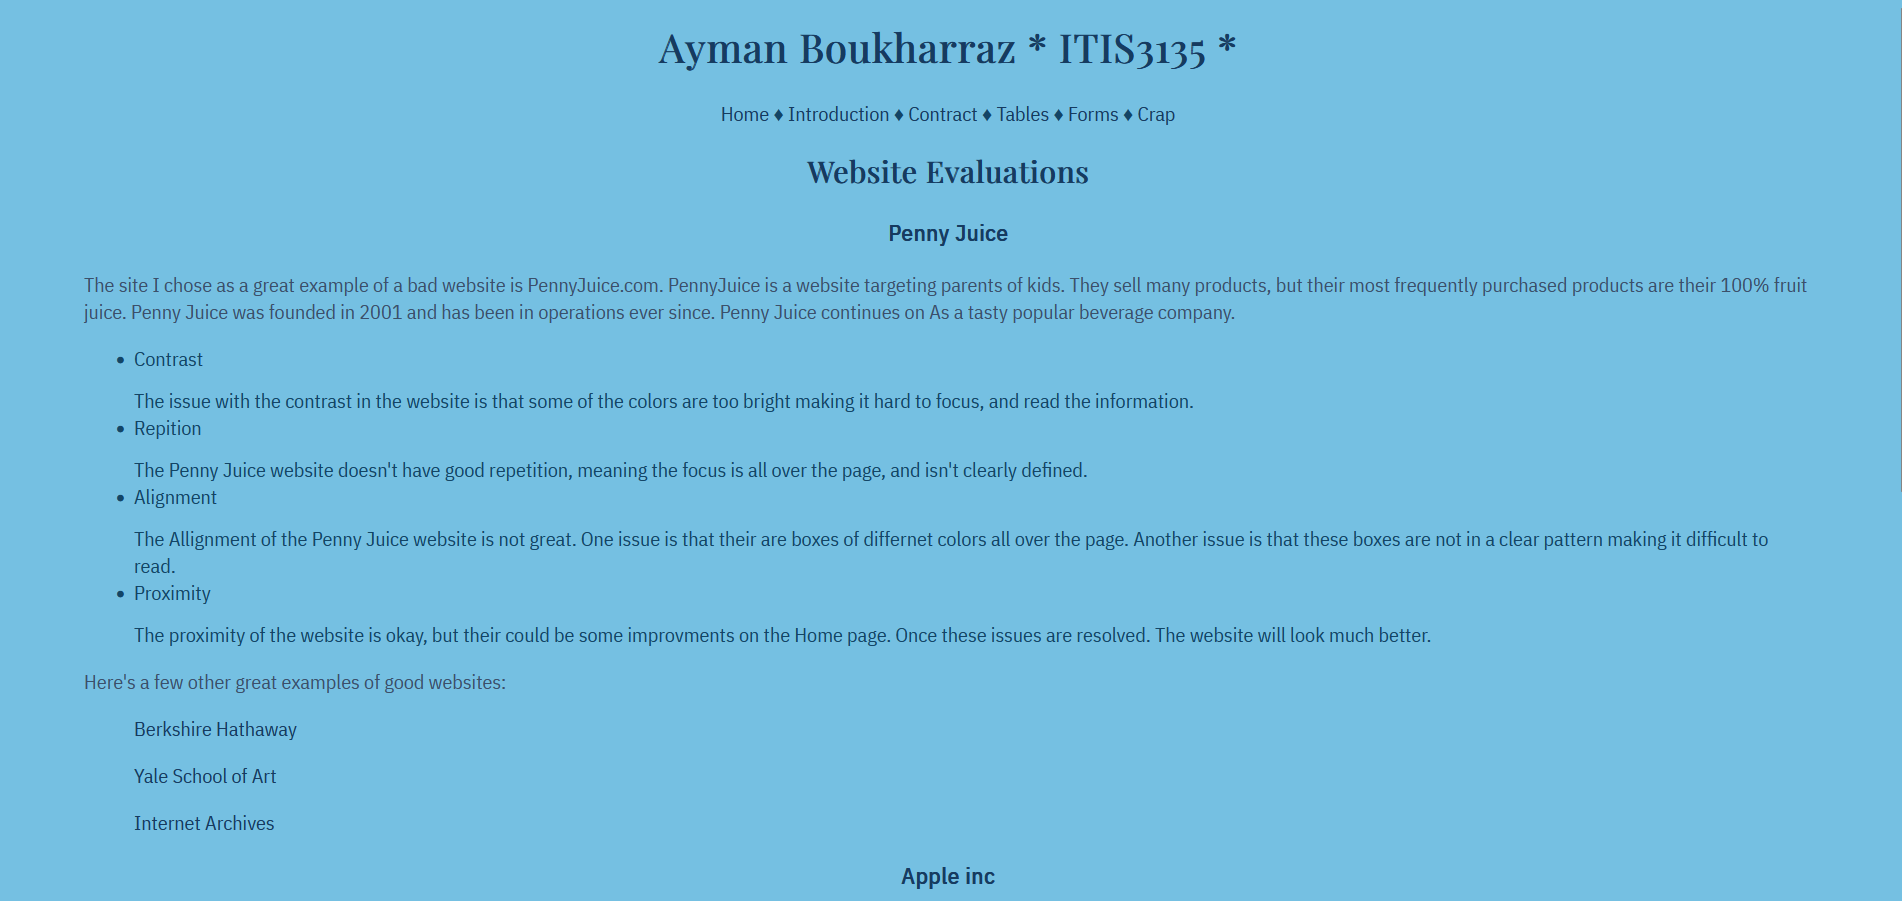 Ayman Boukharraz * ITIS3135 *
Home ♦ Introduction ♦ Contract ♦ Tables ♦ Forms ♦ Crap
Website Evaluations
Penny Juice
The site I chose as a great example of a bad website is PennyJuice.com. PennyJuice is a website targeting parents of kids. They sell many products, but their most frequently purchased products are their 100% fruit
juice. Penny Juice was founded in 2001 and has been in operations ever since. Penny Juice continues on As a tasty popular beverage company.
• Contrast
The issue with the contrast in the website is that some of the colors are too bright making it hard to focus, and read the information.
• Repition
The Penny Juice website doesn't have good repetition, meaning the focus is all over the page, and isn't clearly defined.
• Alignment
The Allignment of the Penny Juice website is not great. One issue is that their are boxes of differnet colors all over the page. Another issue is that these boxes are not in a clear pattern making it difficult to
read.
• Proximity
The proximity of the website is okay, but their could be some improvments on the Home page. Once these issues are resolved. The website will look much better.
Here's a few other great examples of good websites:
Berkshire Hathaway
Yale School of Art
Internet Archives
Apple inc